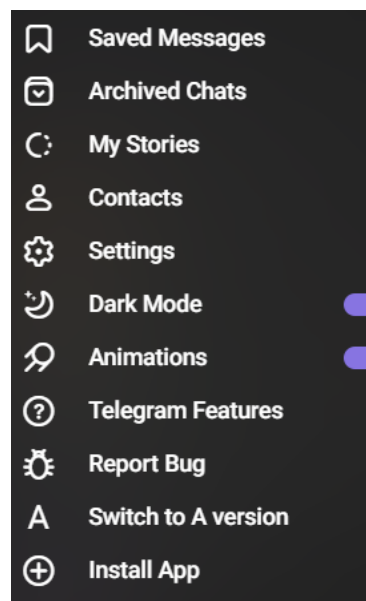 Saved Messages
Archived Chats
My Stories
Contacts
Settings
Dark Mode
Animations
Telegram Features
Report Bug
A Switch to A version
Install App